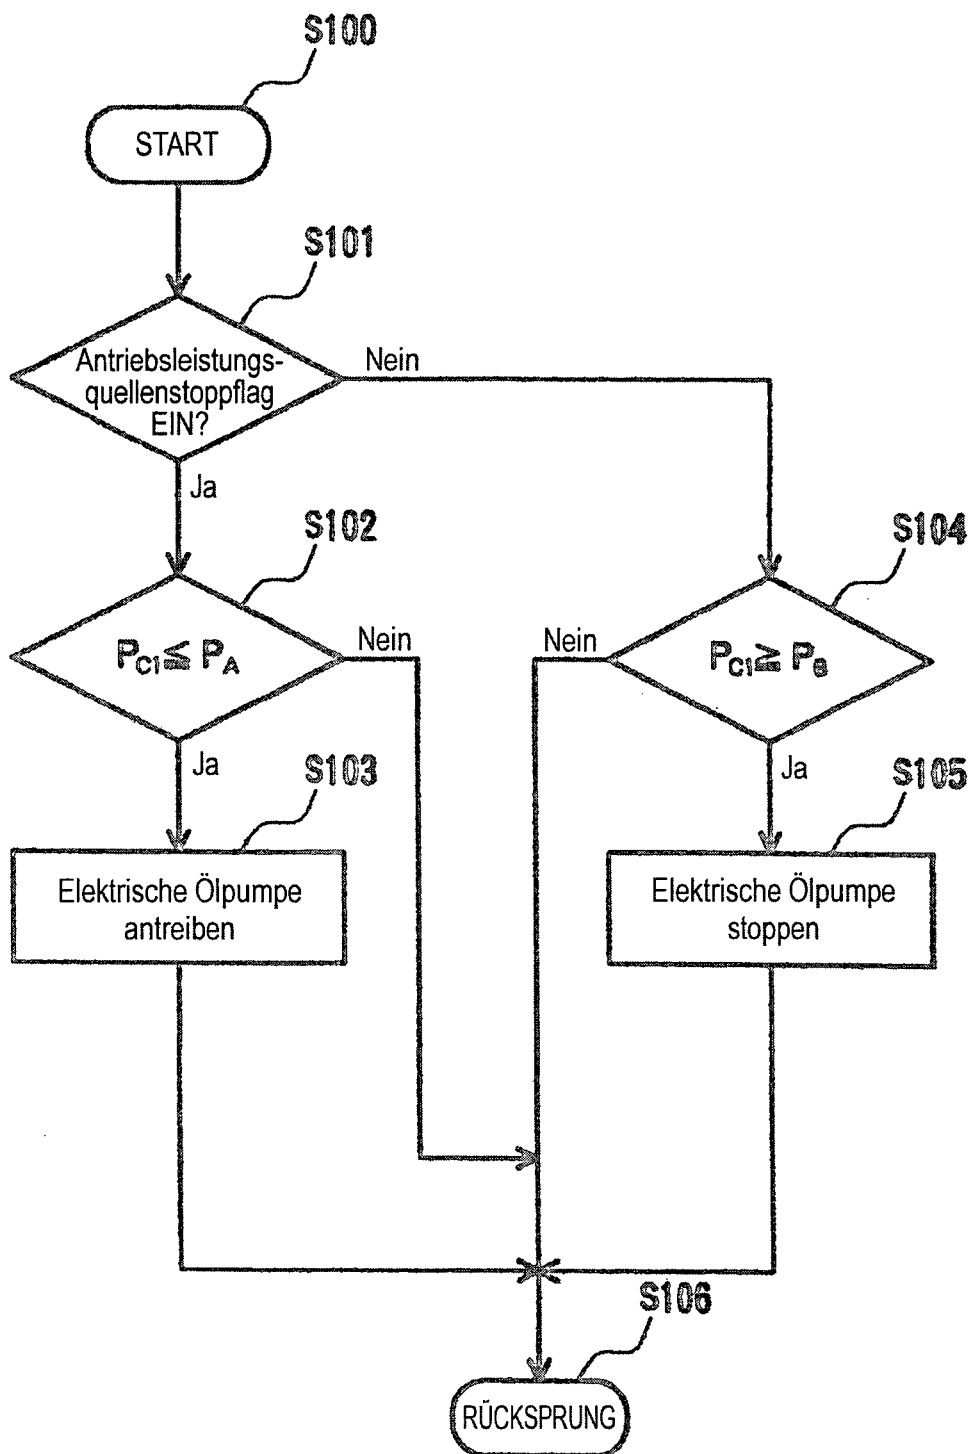 S100
START
S101
Antriebsleistungs-
quellenstoppflag
EIN?
Nein
Ja
S102
P_C1 ≦ P_A
Nein
Ja
S103
Elektrische Ölpumpe
antreiben
S104
Nein
P_C1 ≧ P_B
Ja
S105
Elektrische Ölpumpe
stoppen
S106
RÜCKSPRUNG